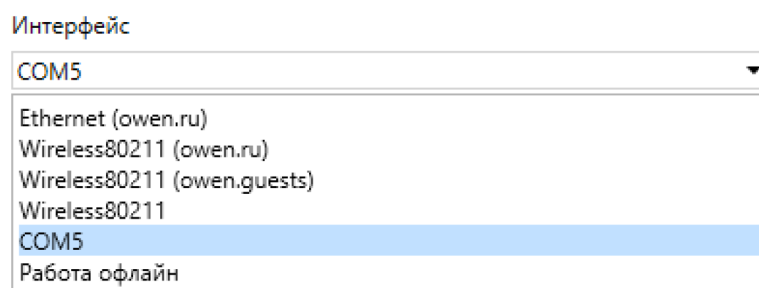 Интерфейс
COM5
Ethernet (owen.ru)
Wireless80211 (owen.ru)
Wireless80211 (owen.guests)
Wireless80211
COM5
Работа офлайн